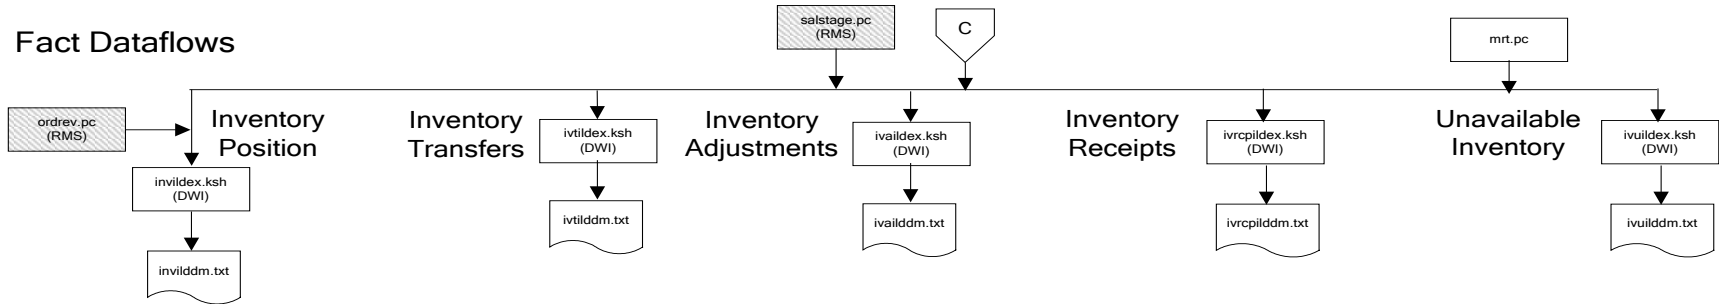 Fact Dataflows
salstage.pc
(RMS)
C
mrt.pc
ordrev.pc
(RMS)
Inventory
Position
invildex.ksh
(DWI)
invilddm.txt
Inventory
Transfers
ivtildex.ksh
(DWI)
ivtilddm.txt
Inventory
Adjustments
ivaildex.ksh
(DWI)
ivailddm.txt
Inventory
Receipts
ivrcpildex.ksh
(DWI)
ivrcpilddm.txt
Unavailable
Inventory
ivuildex.ksh
(DWI)
ivuilddm.txt